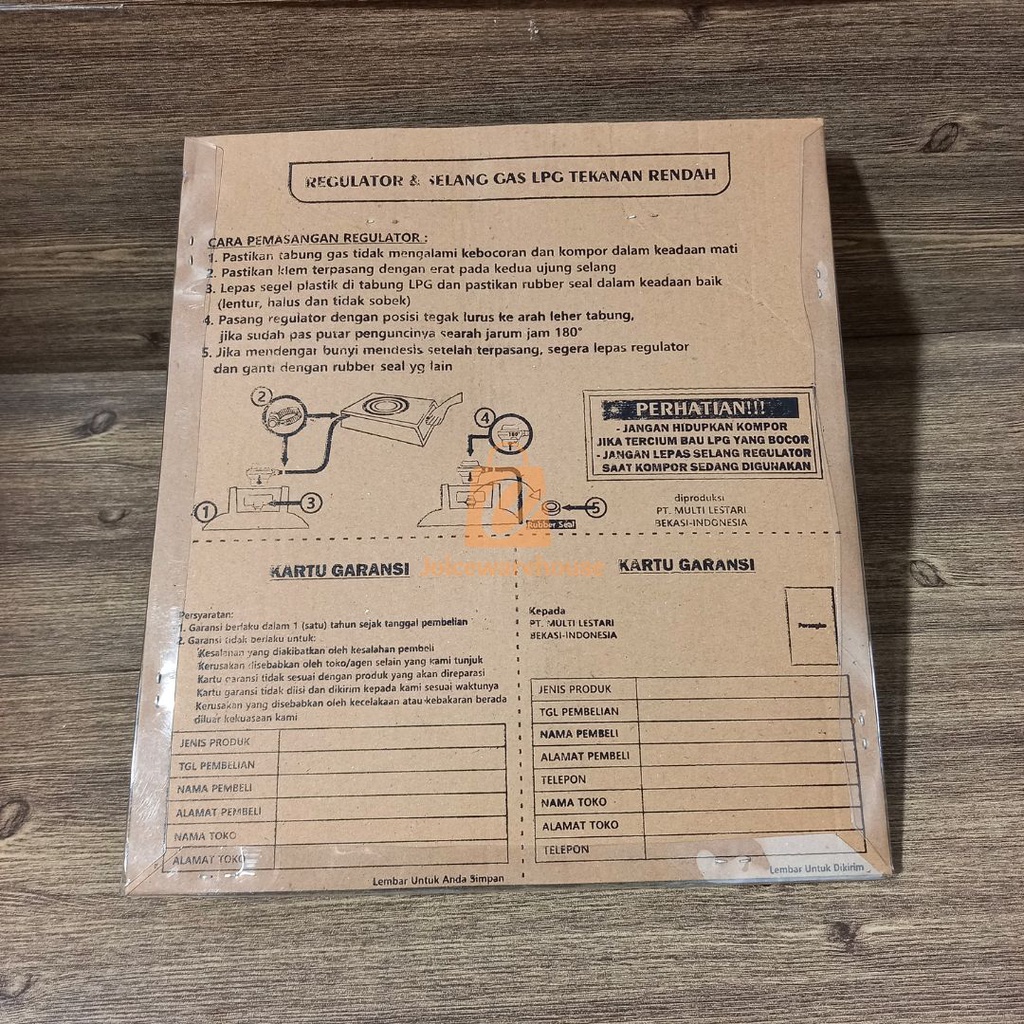 REGULATOR & SELANG GAS LPG TEKANAN RENDAH
CARA PEMASANGAN REGULATOR :
1. Pastikan tabung gas tidak mengalami kebocoran dan kompor dalam keadaan mati
2. Pastikan klem terpasang dengan erat pada kedua ujung selang
3. Lepas segel plastik di tabung LPG dan pastikan rubber seal dalam keadaan baik
(lentur, halus dan tidak sobek)
4. Pasang regulator dengan posisi tegak lurus ke arah leher tabung,
jika sudah pas putar penguncinya searah jarum jam 180°
5. Jika mendengar bunyi mendesis setelah terpasang, segera lepas regulator
dan ganti dengan rubber seal yg lain
2
4
180°
1
3
5
Rubber Seal
PERHATIAN!!!
- JANGAN HIDUPKAN KOMPOR
JIKA TERCIUM BAU LPG YANG BOCOR
- JANGAN LEPAS SELANG REGULATOR
SAAT KOMPOR SEDANG DIGUNAKAN
diproduksi
PT. MULTI LESTARI
BEKASI-INDONESIA
KARTU GARANSI
Persyaratan:
1. Garansi berlaku dalam 1 (satu) tahun sejak tanggal pembelian
2. Garansi tidak berlaku untuk:
Kesalahan yang diakibatkan oleh kesalahan pembeli
Kerusakan disebabkan oleh toko/agen selain yang kami tunjuk
Kartu garansi tidak sesuai dengan produk yang akan direparasi
Kartu garansi tidak diisi dan dikirim kepada kami sesuai waktunya
Kerusakan yang disebabkan oleh kecelakaan atau kebakaran berada
diluar kekuasaan kami
JENIS PRODUK
TGL PEMBELIAN
NAMA PEMBELI
ALAMAT PEMBELI
NAMA TOKO
ALAMAT TOKO
Lembar Untuk Anda Simpan
KARTU GARANSI
Kepada
PT. MULTI LESTARI
BEKASI-INDONESIA
Perangko
JENIS PRODUK
TGL PEMBELIAN
NAMA PEMBELI
ALAMAT PEMBELI
TELEPON
NAMA TOKO
ALAMAT TOKO
TELEPON
Lembar Untuk Dikirim